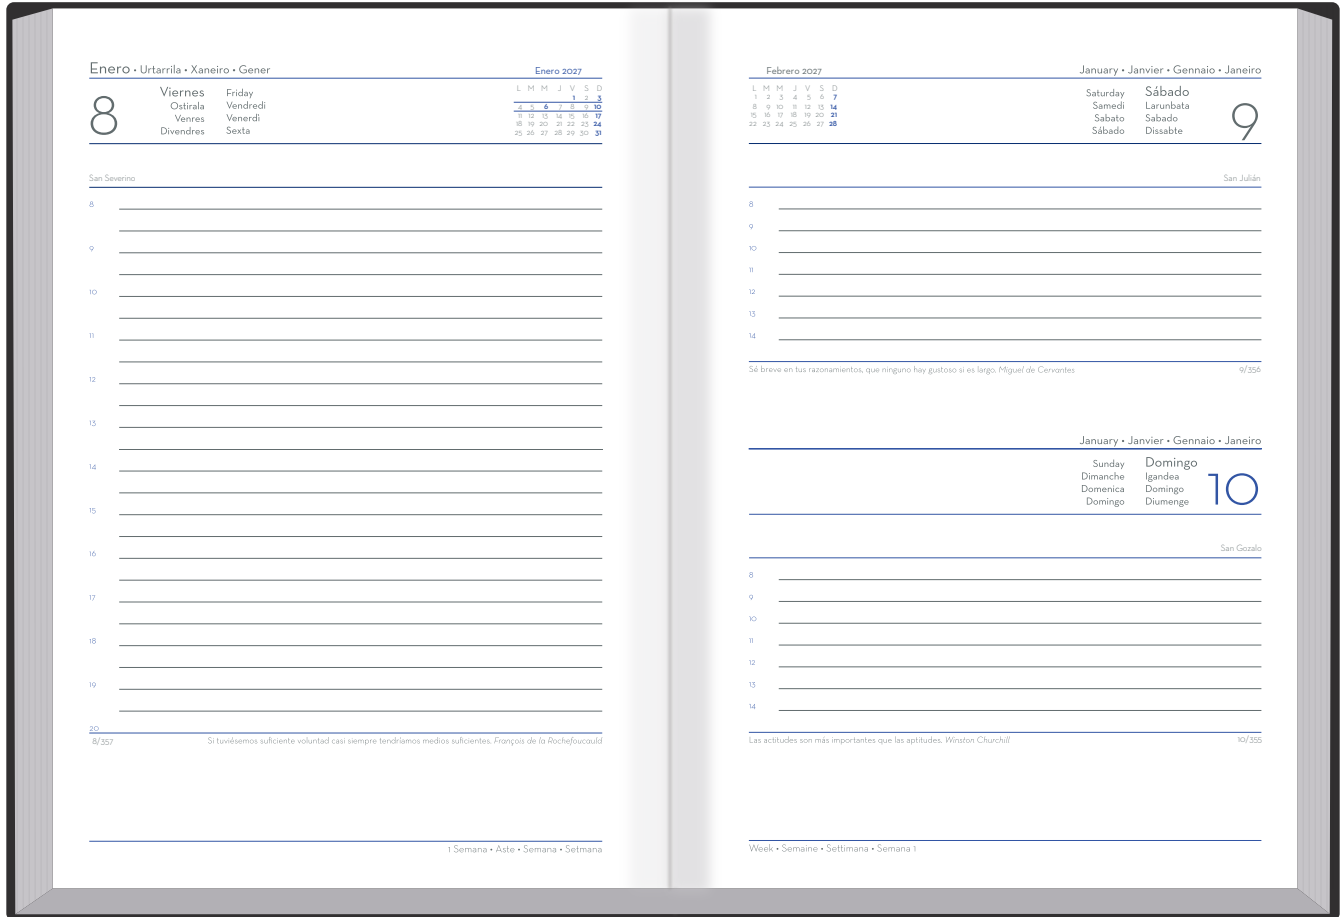 Enero • Urtarrila • Xaneiro • Gener
Enero 2027
8
Viernes Friday
Ostirala Vendredi
Venres Venerdì
Divendres Sexta
L M M J V S D
1 2 3
4 5 6 7 8 9 10
11 12 13 14 15 16 17
18 19 20 21 22 23 24
25 26 27 28 29 30 31
San Severino
8
9
10
11
12
13
14
15
16
17
18
19
20
8/357 Si tuviésemos suficiente voluntad casi siempre tendríamos medios suficientes. François de la Rochefoucauld
1 Semana • Aste • Semana • Setmana
Febrero 2027
January • Janvier • Gennaio • Janeiro
L M M J V S D
1 2 3 4 5 6 7
8 9 10 11 12 13 14
15 16 17 18 19 20 21
22 23 24 25 26 27 28
Saturday Sábado
Samedi Larunbata
Sabato Sabado
Sábado Dissabte
9
San Julián
8
9
10
11
12
13
14
Sé breve en tus razonamientos, que ninguno hay gustoso si es largo. Miguel de Cervantes 9/356
January • Janvier • Gennaio • Janeiro
Sunday Domingo
Dimanche Igandea
Domenica Domingo
Domingo Diumenge
10
San Gozalo
8
9
10
11
12
13
14
Las actitudes son más importantes que las aptitudes. Winston Churchill 10/355
Week • Semaine • Settimana • Semana 1